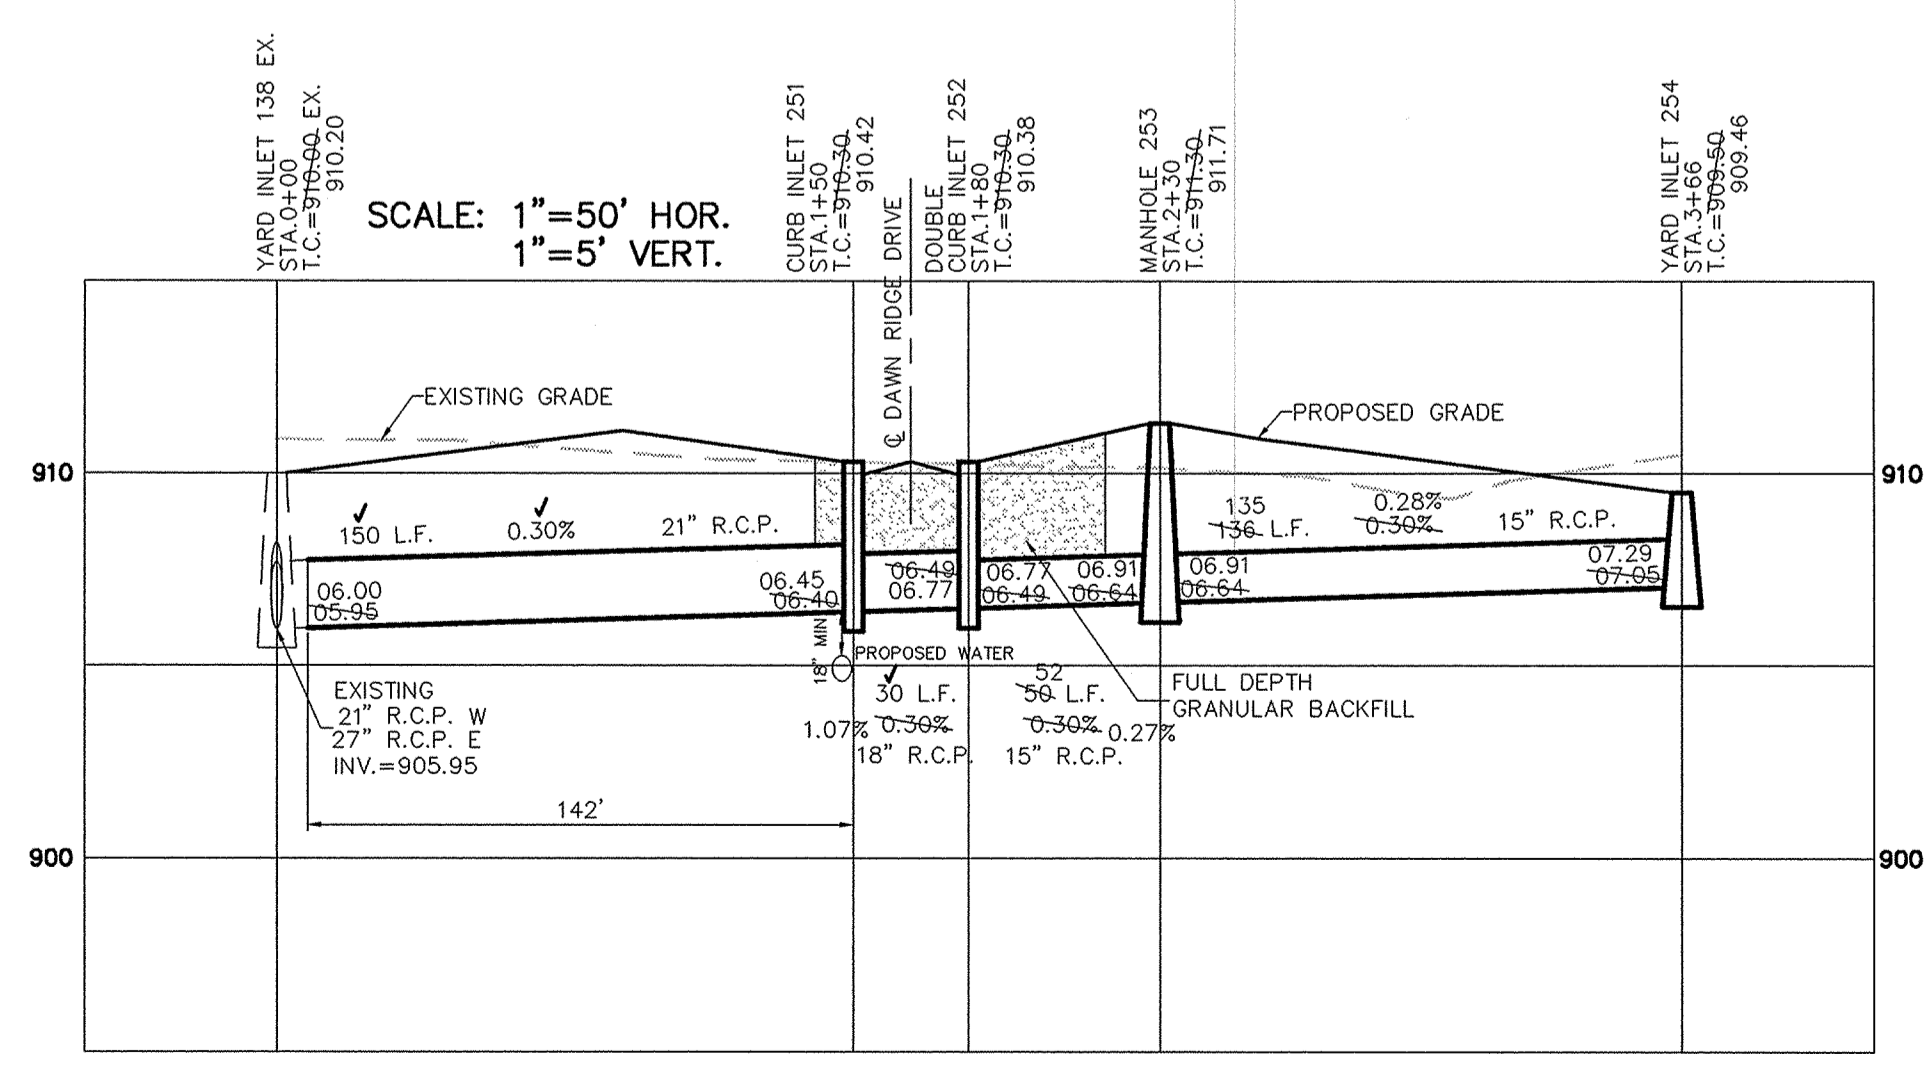 YARD INLET 138 EX.
STA.0+00
T.C.=910.00 EX.
910.20
SCALE: 1"=50' HOR.
1"=5' VERT.
CURB INLET 251
STA.1+50
T.C.=910.30
910.42
℄ DAWN RIDGE DRIVE
DOUBLE
CURB INLET 252
STA.1+80
T.C.=910.30
910.38
MANHOLE 253
STA.2+30
T.C.=911.30
911.71
YARD INLET 254
STA.3+66
T.C.=909.50
909.46
EXISTING GRADE
PROPOSED GRADE
910
910
✓
150 L.F.
✓
0.30%
21" R.C.P.
135
136 L.F.
0.28%
0.30%
15" R.C.P.
06.00
05.95
06.45
06.40
06.49
06.77
06.77
06.49
06.91
06.64
06.91
06.64
07.29
07.05
18" MIN
PROPOSED WATER
✓
30 L.F.
1.07%
0.30%
18" R.C.P.
52
50 L.F.
0.30%
0.27%
15" R.C.P.
FULL DEPTH
GRANULAR BACKFILL
EXISTING
21" R.C.P. W
27" R.C.P. E
INV.=905.95
142'
900
900